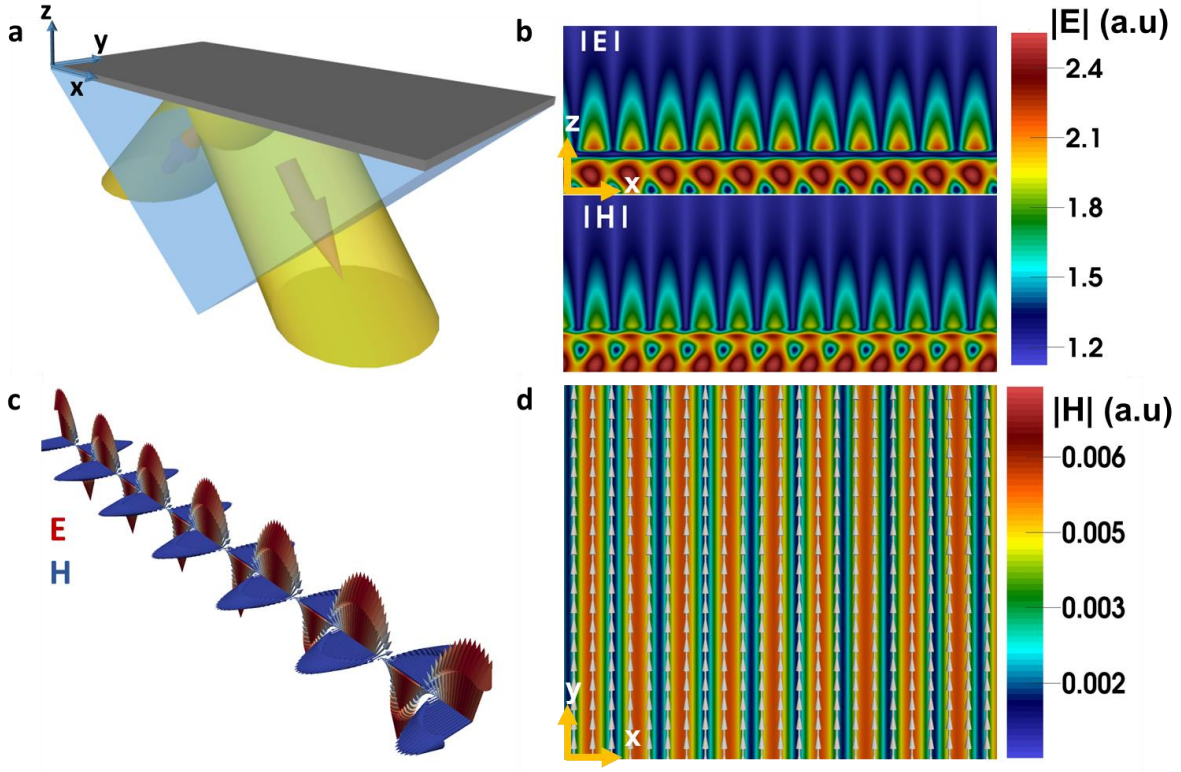 a
z
y
x
b
|E|
z
x
|H|
|E| (a.u)
2.4
2.1
1.8
1.5
1.2
c
E
H
d
y
x
|H| (a.u)
0.006
0.005
0.003
0.002